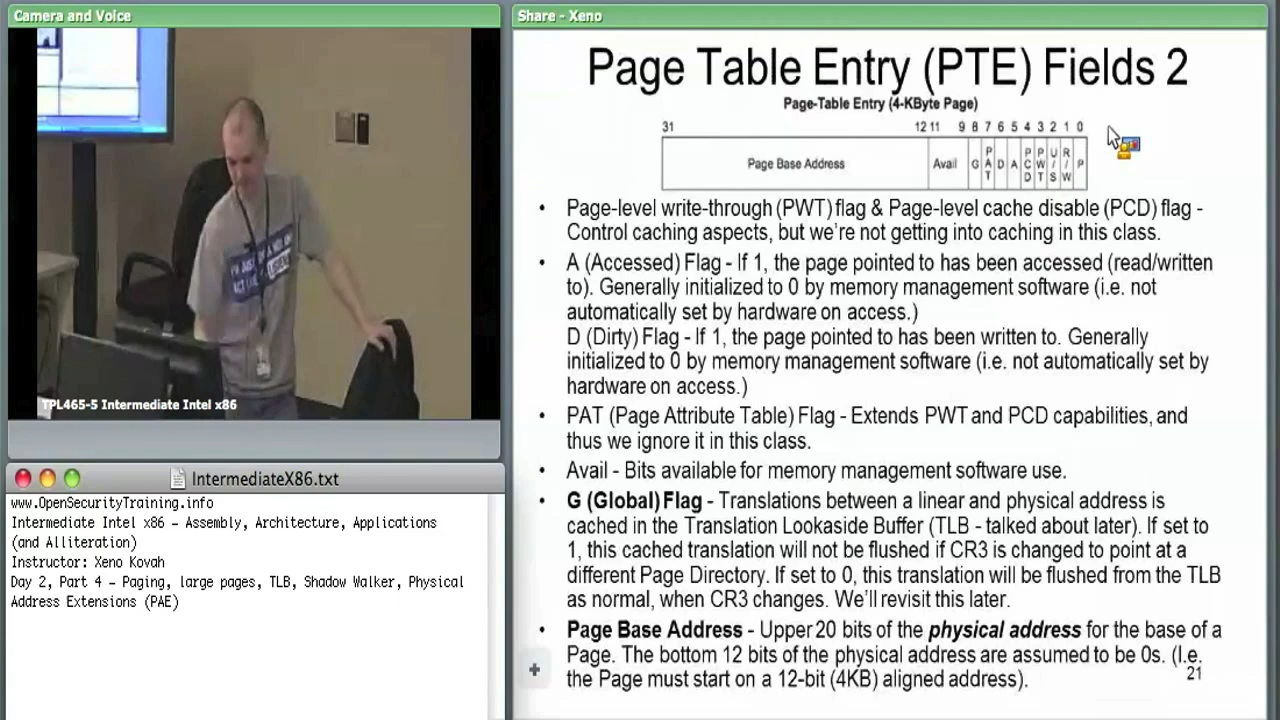 Camera and Voice
TPL465-5 Intermediate Intel x86
IntermediateX86.txt
www.OpenSecurityTraining.info
Intermediate Intel x86 – Assembly, Architecture, Applications
(and Alliteration)
Instructor: Xeno Kovah
Day 2, Part 4 – Paging, large pages, TLB, Shadow Walker, Physical
Address Extensions (PAE)
Share - Xeno
Page Table Entry (PTE) Fields 2
Page-Table Entry (4-KByte Page)
31 12 11 9 8 7 6 5 4 3 2 1 0
Page Base Address Avail G PAT D A PCD PWT U/S R/W P
• Page-level write-through (PWT) flag & Page-level cache disable (PCD) flag -
Control caching aspects, but we're not getting into caching in this class.
• A (Accessed) Flag - If 1, the page pointed to has been accessed (read/written
to). Generally initialized to 0 by memory management software (i.e. not
automatically set by hardware on access.)
D (Dirty) Flag - If 1, the page pointed to has been written to. Generally
initialized to 0 by memory management software (i.e. not automatically set by
hardware on access.)
• PAT (Page Attribute Table) Flag - Extends PWT and PCD capabilities, and
thus we ignore it in this class.
• Avail - Bits available for memory management software use.
• G (Global) Flag - Translations between a linear and physical address is
cached in the Translation Lookaside Buffer (TLB - talked about later). If set to
1, this cached translation will not be flushed if CR3 is changed to point at a
different Page Directory. If set to 0, this translation will be flushed from the TLB
as normal, when CR3 changes. We'll revisit this later.
• Page Base Address - Upper 20 bits of the physical address for the base of a
Page. The bottom 12 bits of the physical address are assumed to be 0s. (I.e.
the Page must start on a 12-bit (4KB) aligned address).
21